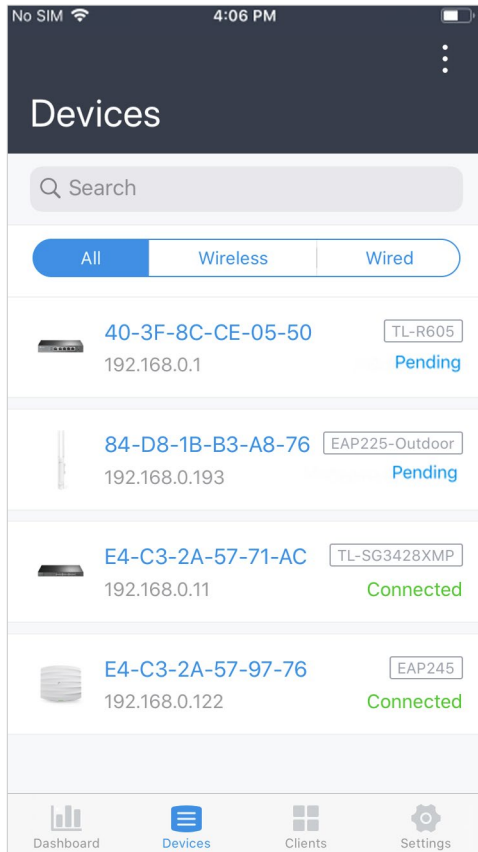 No SIM 4:06 PM
Devices
Search
All Wireless Wired
40-3F-8C-CE-05-50 TL-R605
192.168.0.1 Pending
84-D8-1B-B3-A8-76 EAP225-Outdoor
192.168.0.193 Pending
E4-C3-2A-57-71-AC TL-SG3428XMP
192.168.0.11 Connected
E4-C3-2A-57-97-76 EAP245
192.168.0.122 Connected
Dashboard Devices Clients Settings